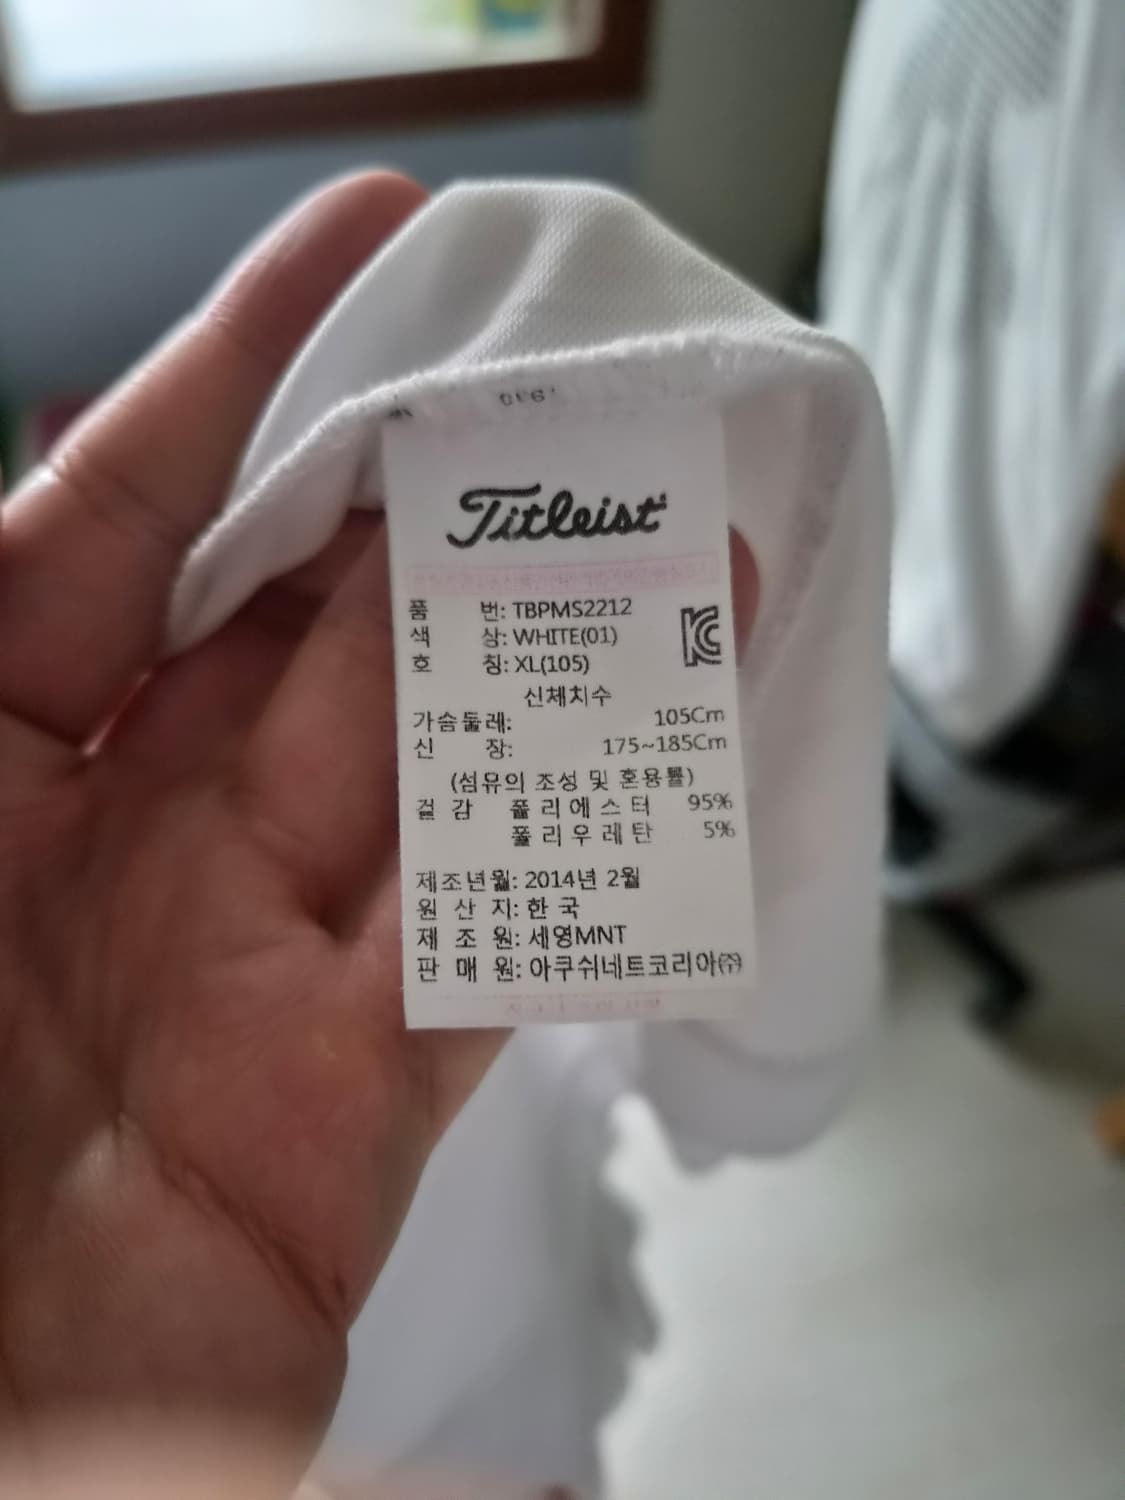 Titleist
품 번: TBPMS2212
색 상: WHITE(01)
호 칭: XL(105)
신체치수
가슴둘레: 105Cm
신 장: 175~185Cm
(섬유의 조성 및 혼용률)
겉 감 폴 리 에 스 터 95%
폴 리 우 레 탄 5%
제조년월: 2014년 2월
원 산 지: 한 국
제 조 원: 세영MNT
판 매 원: 아쿠쉬네트코리아㈜